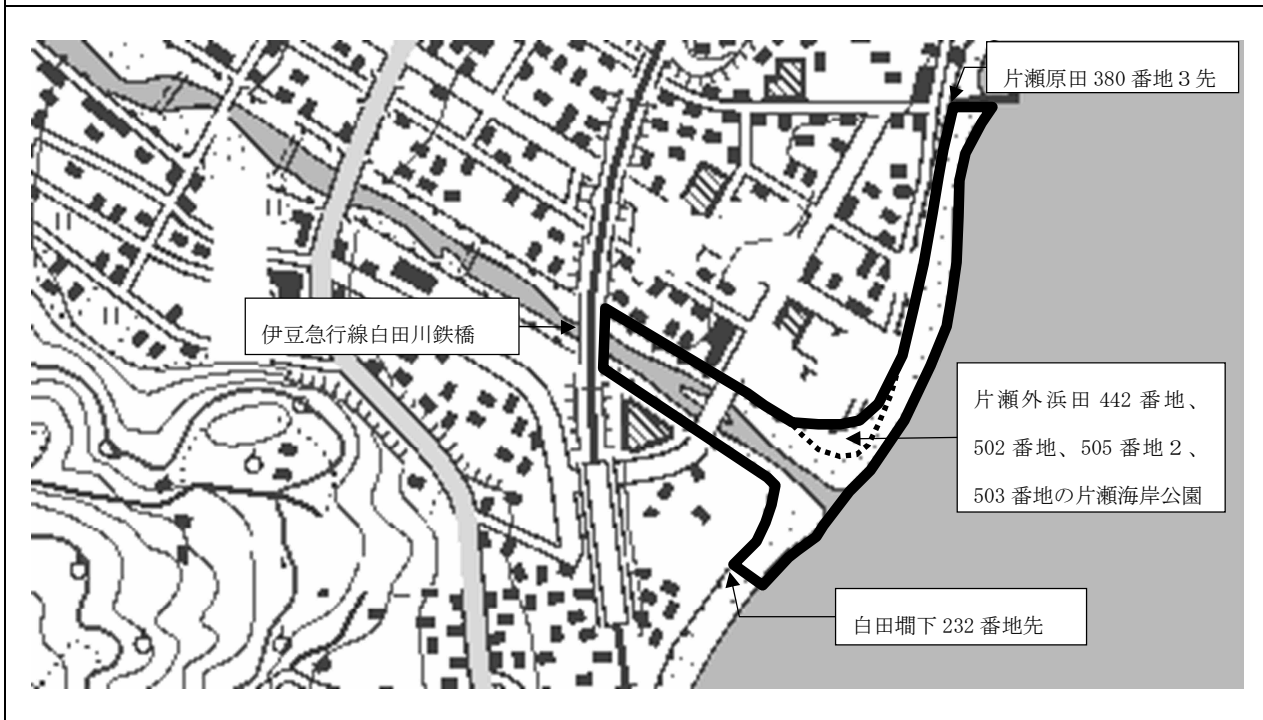 片瀬原田 380 番地３先
伊豆急行線白田川鉄橋
片瀬外浜田 442 番地、
502 番地、505 番地２、
503 番地の片瀬海岸公園
白田堋下 232 番地先